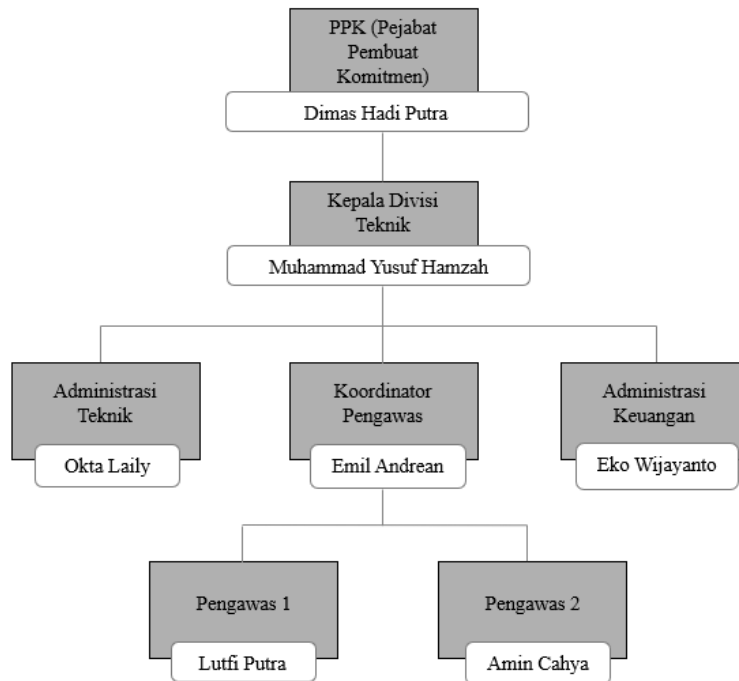 PPK (Pejabat
Pembuat
Komitmen)
Dimas Hadi Putra
Kepala Divisi
Teknik
Muhammad Yusuf Hamzah
Administrasi
Teknik
Okta Laily
Koordinator
Pengawas
Emil Andrean
Administrasi
Keuangan
Eko Wijayanto
Pengawas 1
Lutfi Putra
Pengawas 2
Amin Cahya